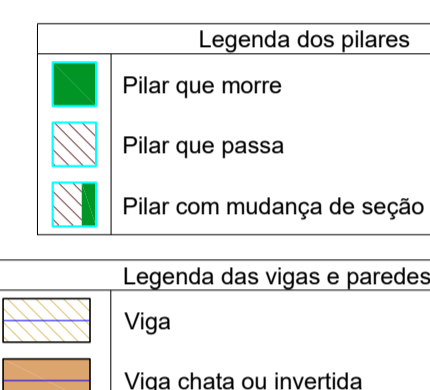 Legenda dos pilares
Pilar que morre
Pilar que passa
Pilar com mudança de seção
Legenda das vigas e paredes
Viga
Viga chata ou invertida